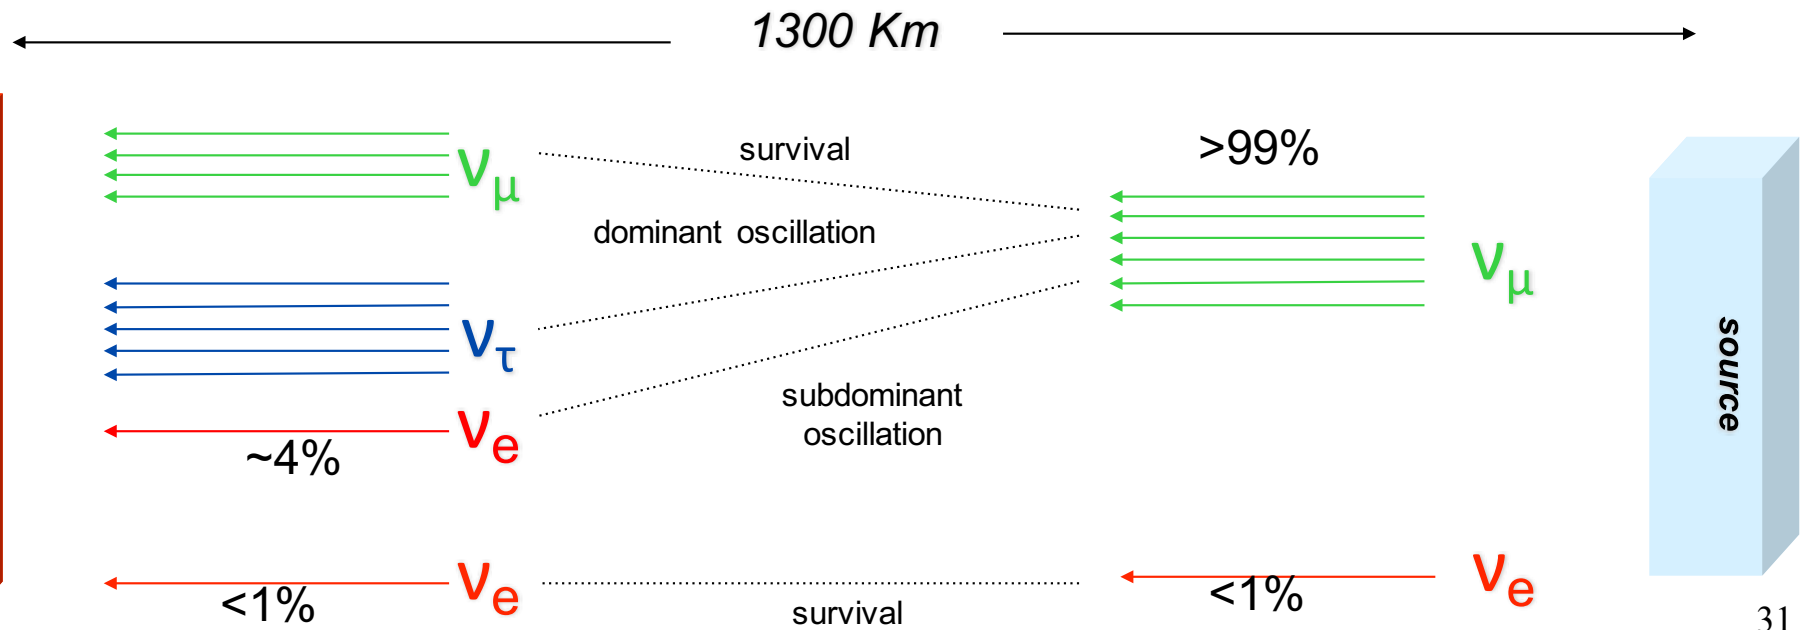 1300 Km
survival
>99%
νμ
dominant oscillation
νμ
ντ
source
subdominant
oscillation
νe
~4%
νe
νe
<1%
<1%
survival
31